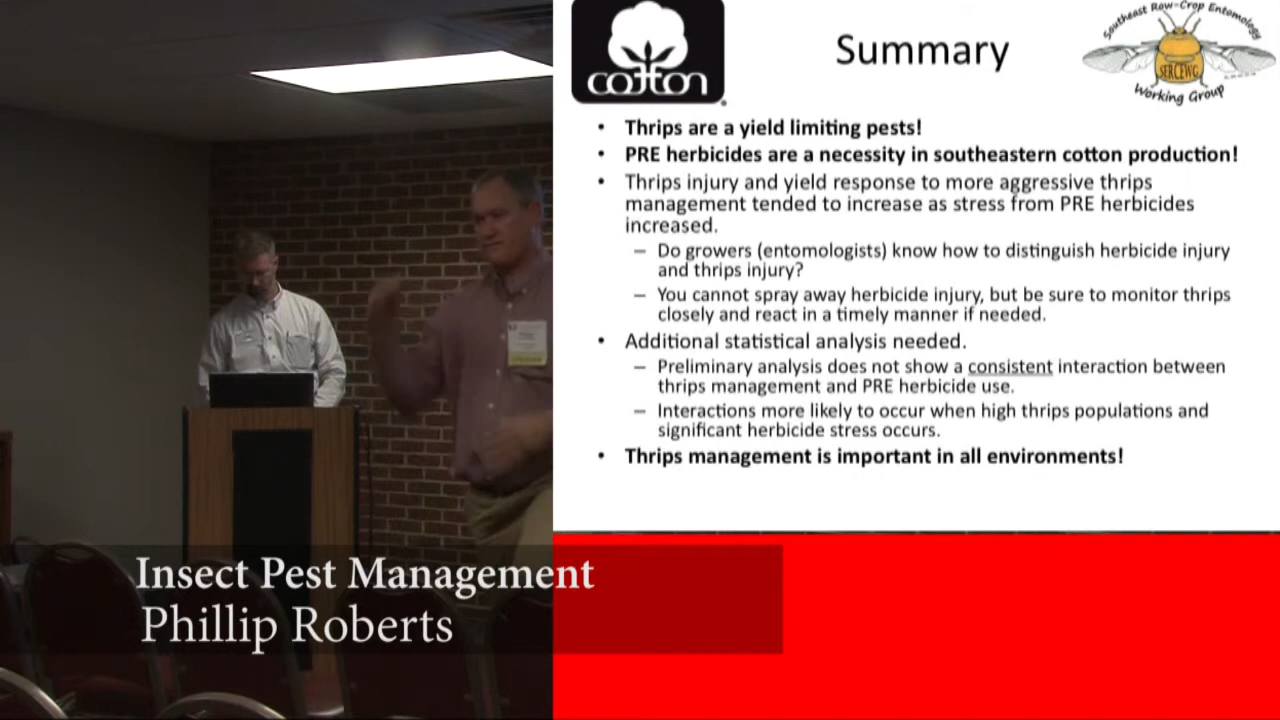 cotton
Summary
Southeast Row-Crop Entomology
SERCEWG
Working Group
• Thrips are a yield limiting pests!
• PRE herbicides are a necessity in southeastern cotton production!
• Thrips injury and yield response to more aggressive thrips
management tended to increase as stress from PRE herbicides
increased.
– Do growers (entomologists) know how to distinguish herbicide injury
and thrips injury?
– You cannot spray away herbicide injury, but be sure to monitor thrips
closely and react in a timely manner if needed.
• Additional statistical analysis needed.
– Preliminary analysis does not show a consistent interaction between
thrips management and PRE herbicide use.
– Interactions more likely to occur when high thrips populations and
significant herbicide stress occurs.
• Thrips management is important in all environments!
Insect Pest Management
Phillip Roberts